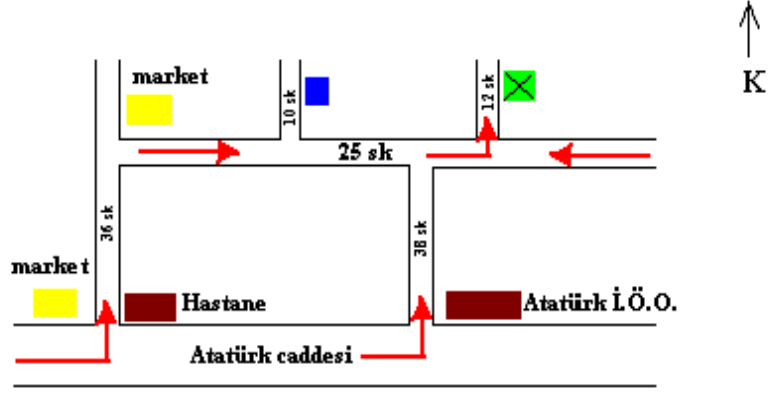 K
market
10 sk
12 sk
25 sk
36 sk
38 sk
market
Hastane
Atatürk İ.Ö.O.
Atatürk caddesi